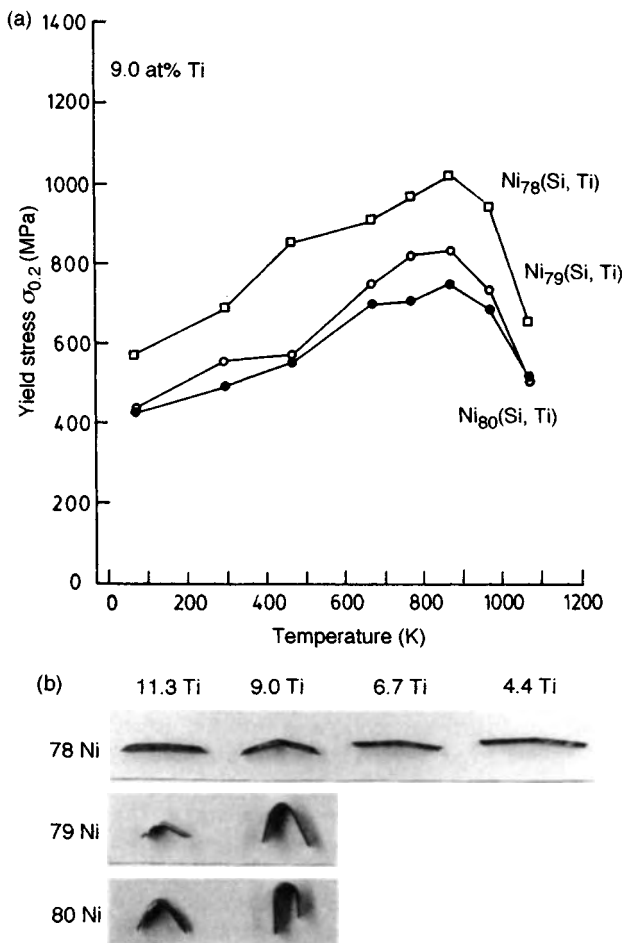 (a)
1400
9.0 at% Ti
1200
1000
800
600
400
200
0
Yield stress σ0.2 (MPa)
Ni78(Si, Ti)
Ni79(Si, Ti)
Ni80(Si, Ti)
0 200 400 600 800 1000 1200
Temperature (K)
(b)
11.3 Ti 9.0 Ti 6.7 Ti 4.4 Ti
78 Ni
79 Ni
80 Ni